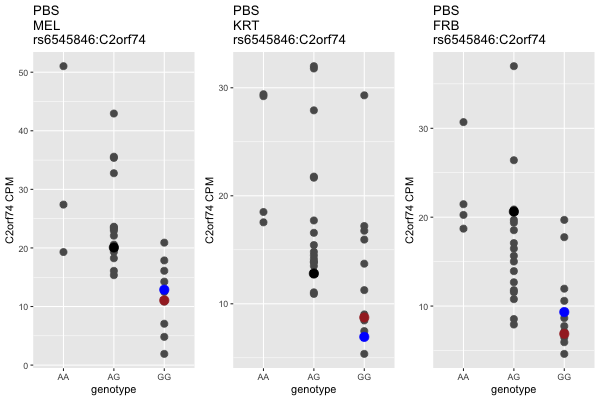 PBS
MEL
rs6545846:C2orf74
C2orf74 CPM
50
40
30
20
10
0
AA
AG
GG
genotype
PBS
KRT
rs6545846:C2orf74
C2orf74 CPM
30
20
10
AA
AG
GG
genotype
PBS
FRB
rs6545846:C2orf74
C2orf74 CPM
30
20
10
AA
AG
GG
genotype